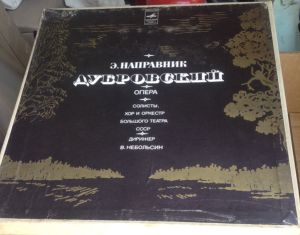 Э.НАПРАВНИК
ДУБРОВСКИЙ
ОПЕРА
СОЛИСТЫ,
ХОР И ОРКЕСТР
БОЛЬШОГО ТЕАТРА
СССР
ДИРИЖЕР
В. НЕБОЛЬСИН